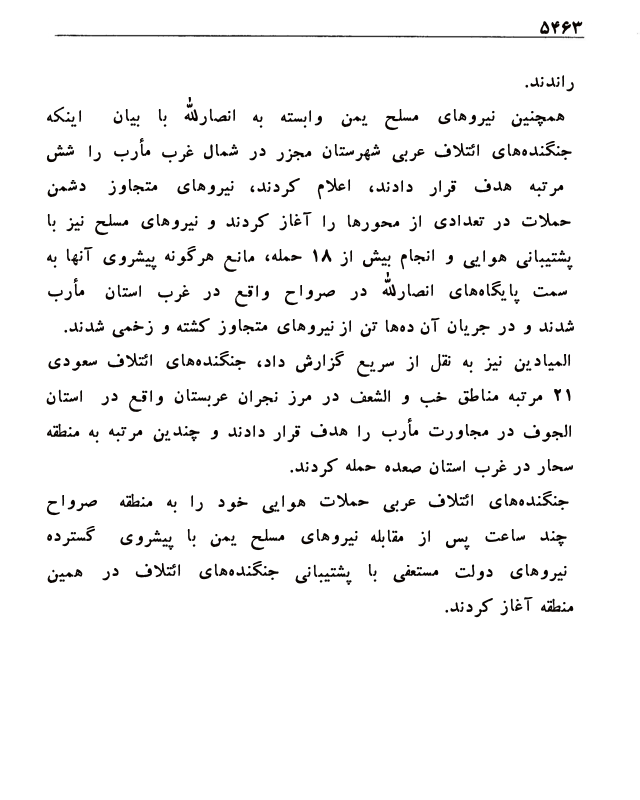 ۵۴۶۳
راندند.
همچنین نیروهای مسلح یمن وابسته به انصارالله با بیان اینکه
جنگنده‌های ائتلاف عربی شهرستان مجزر در شمال غرب مأرب را شش
مرتبه هدف قرار دادند، اعلام کردند، نیروهای متجاوز دشمن
حملات در تعدادی از محورها را آغاز کردند و نیروهای مسلح نیز با
پشتیبانی هوایی و انجام بیش از ۱۸ حمله، مانع هرگونه پیشروی آنها به
سمت پایگاه‌های انصارالله در صرواح واقع در غرب استان مأرب
شدند و در جریان آن ده‌ها تن از نیروهای متجاوز کشته و زخمی شدند.
المیادین نیز به نقل از سریع گزارش داد، جنگنده‌های ائتلاف سعودی
۲۱ مرتبه مناطق خب و الشعف در مرز نجران عربستان واقع در استان
الجوف در مجاورت مأرب را هدف قرار دادند و چندین مرتبه به منطقه
سحار در غرب استان صعده حمله کردند.
جنگنده‌های ائتلاف عربی حملات هوایی خود را به منطقه صرواح
چند ساعت پس از مقابله نیروهای مسلح یمن با پیشروی گسترده
نیروهای دولت مستعفی با پشتیبانی جنگنده‌های ائتلاف در همین
منطقه آغاز کردند.